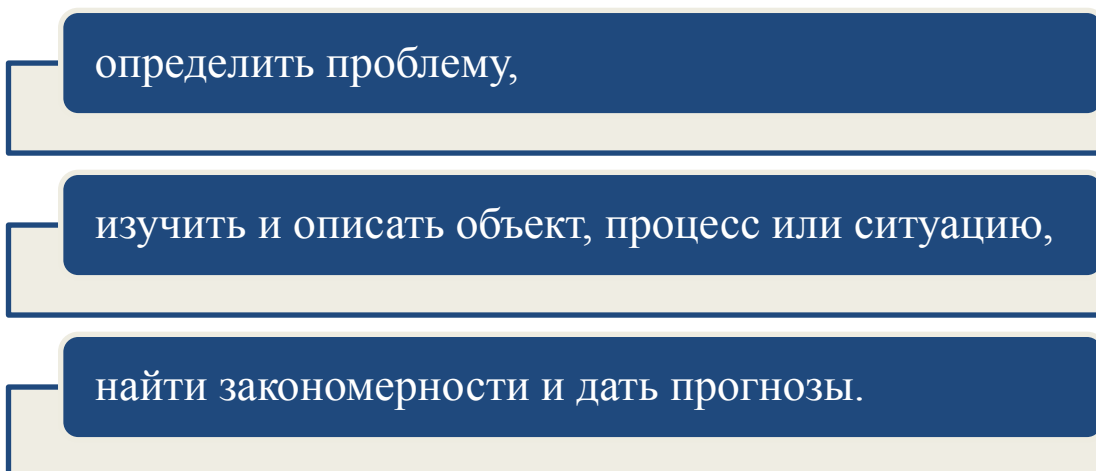 определить проблему,
изучить и описать объект, процесс или ситуацию,
найти закономерности и дать прогнозы.